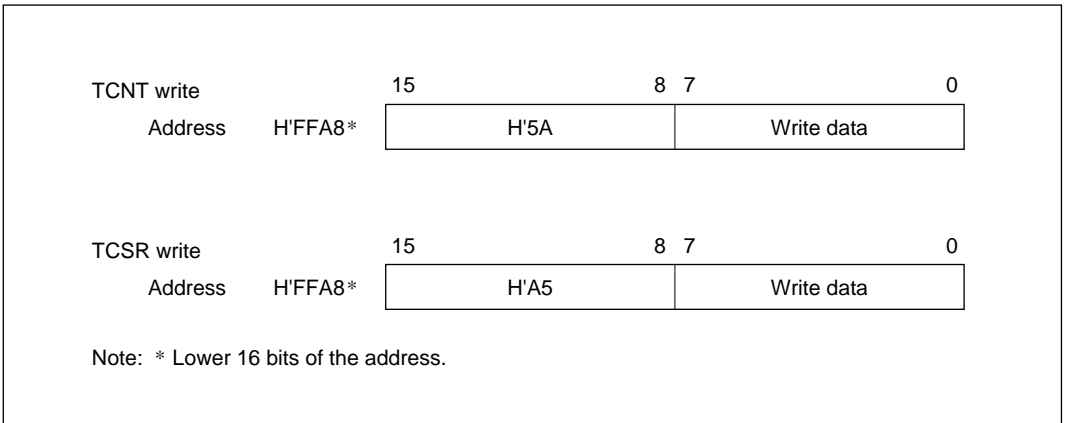 TCNT write 15 8 7 0
Address H'FFA8* H'5A Write data
TCSR write 15 8 7 0
Address H'FFA8* H'A5 Write data
Note: * Lower 16 bits of the address.